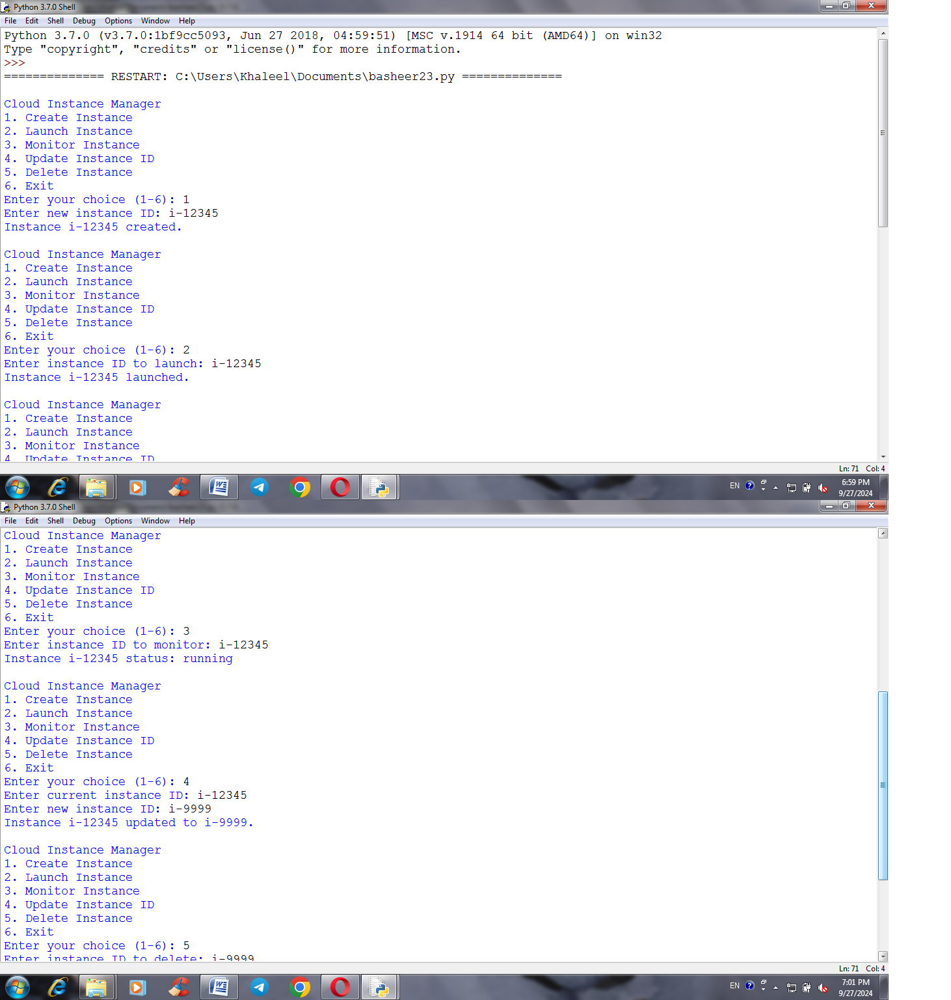 Python 3.7.0 Shell
File Edit Shell Debug Options Window Help
Python 3.7.0 (v3.7.0:1bf9cc5093, Jun 27 2018, 04:59:51) [MSC v.1914 64 bit (AMD64)] on win32
Type "copyright", "credits" or "license()" for more information.
>>>
============== RESTART: C:\Users\Khaleel\Documents\basheer23.py ==============
Cloud Instance Manager
1. Create Instance
2. Launch Instance
3. Monitor Instance
4. Update Instance ID
5. Delete Instance
6. Exit
Enter your choice (1-6): 1
Enter new instance ID: i-12345
Instance i-12345 created.
Cloud Instance Manager
1. Create Instance
2. Launch Instance
3. Monitor Instance
4. Update Instance ID
5. Delete Instance
6. Exit
Enter your choice (1-6): 2
Enter instance ID to launch: i-12345
Instance i-12345 launched.
Cloud Instance Manager
1. Create Instance
2. Launch Instance
3. Monitor Instance
4. Update Instance ID
Ln: 71 Col: 4
EN 6:59 PM
9/27/2024
Python 3.7.0 Shell
File Edit Shell Debug Options Window Help
Cloud Instance Manager
1. Create Instance
2. Launch Instance
3. Monitor Instance
4. Update Instance ID
5. Delete Instance
6. Exit
Enter your choice (1-6): 3
Enter instance ID to monitor: i-12345
Instance i-12345 status: running
Cloud Instance Manager
1. Create Instance
2. Launch Instance
3. Monitor Instance
4. Update Instance ID
5. Delete Instance
6. Exit
Enter your choice (1-6): 4
Enter current instance ID: i-12345
Enter new instance ID: i-9999
Instance i-12345 updated to i-9999.
Cloud Instance Manager
1. Create Instance
2. Launch Instance
3. Monitor Instance
4. Update Instance ID
5. Delete Instance
6. Exit
Enter your choice (1-6): 5
Enter instance ID to delete: i-9999
Ln: 71 Col: 4
EN 7:01 PM
9/27/2024